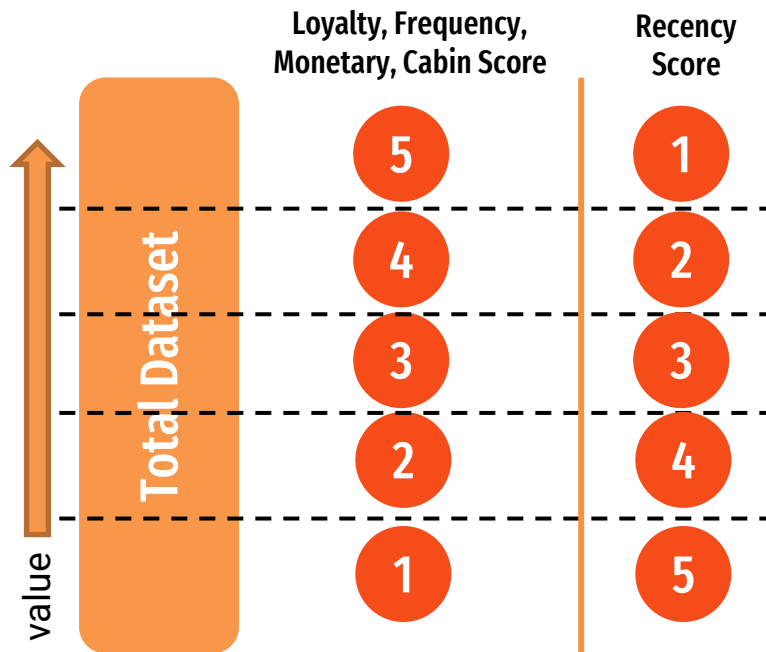 Loyalty, Frequency,
Monetary, Cabin Score
Recency
Score
5
1
4
2
3
3
2
4
1
5
Total Dataset
value